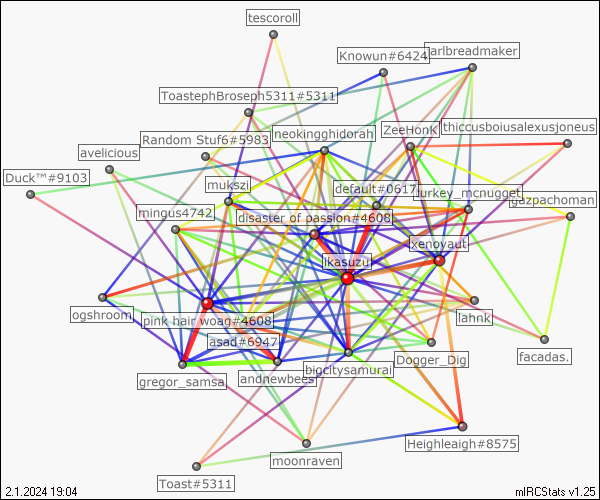 tescoroll
Knowun#6424
arlbreadmaker
ToastephBroseph5311#5311
neokingghidorah
ZeeHonk
thiccusboiusalexusjoneus
Random Stuf6#5983
avelicious
Duck™#9103
mukszi
default#0617
turkey_mcnugget
gazpachoman
mingus4742
disaster of passion#4608
xenoyaut
ikasuzu
ogshroom
pink hair woag#4608
lahnk
asad#6947
Dogger_Dig
facadas.
gregor_samsa
andnewbees
bigcitysamurai
Heighleaigh#8575
moonraven
Toast#5311
2.1.2024 19:04
mIRCStats v1.25